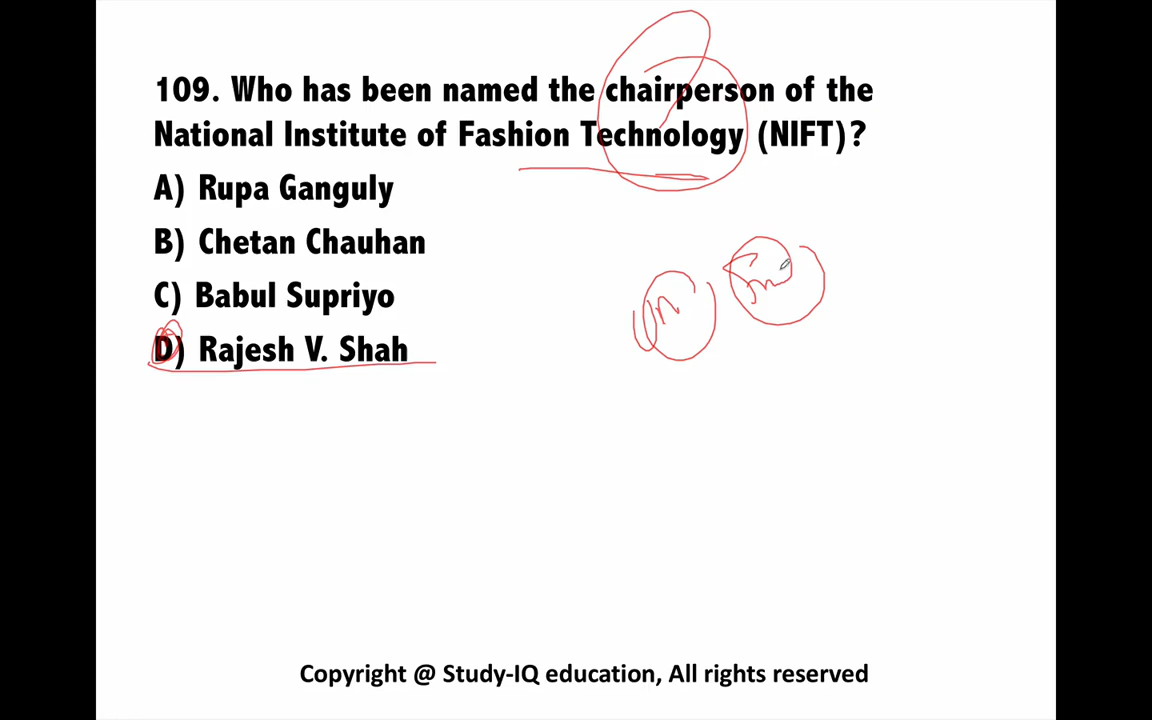 109. Who has been named the chairperson of the
National Institute of Fashion Technology (NIFT)?
A) Rupa Ganguly
B) Chetan Chauhan
C) Babul Supriyo
D) Rajesh V. Shah
Copyright @ Study-IQ education, All rights reserved